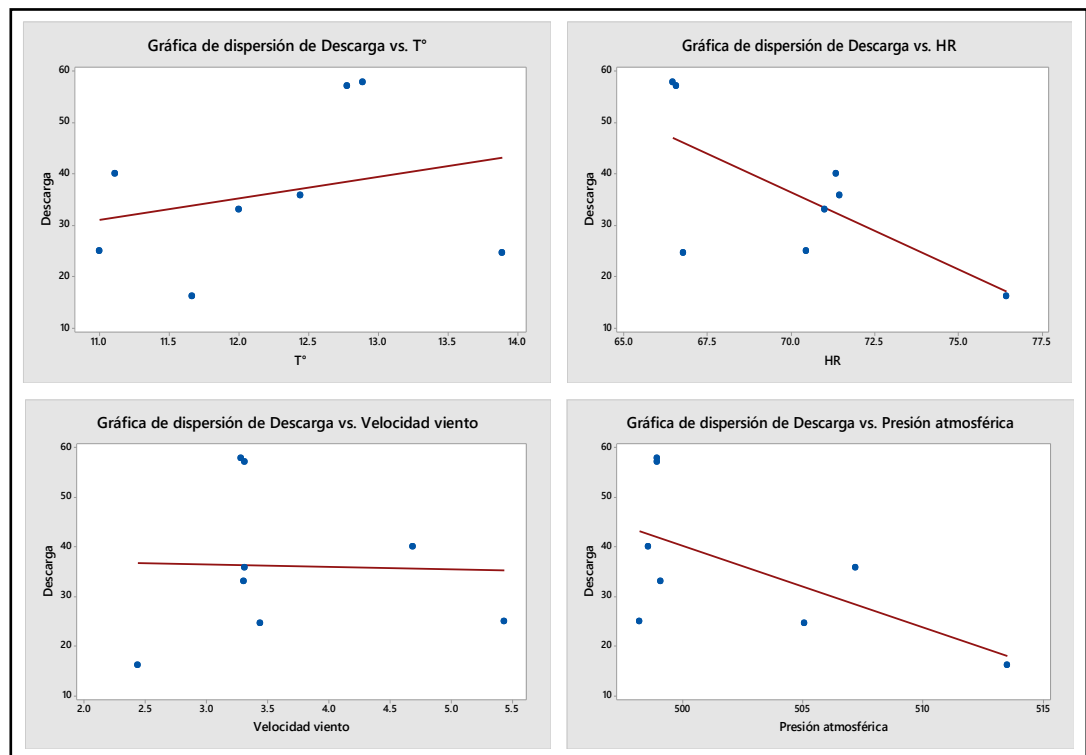 Gráfica de dispersión de Descarga vs. T°
60
50
40
30
20
10
Descarga
11.0 11.5 12.0 12.5 13.0 13.5 14.0
T°
Gráfica de dispersión de Descarga vs. HR
60
50
40
30
20
10
Descarga
65.0 67.5 70.0 72.5 75.0 77.5
HR
Gráfica de dispersión de Descarga vs. Velocidad viento
60
50
40
30
20
10
Descarga
2.0 2.5 3.0 3.5 4.0 4.5 5.0 5.5
Velocidad viento
Gráfica de dispersión de Descarga vs. Presión atmosférica
60
50
40
30
20
10
Descarga
500 505 510 515
Presión atmosférica